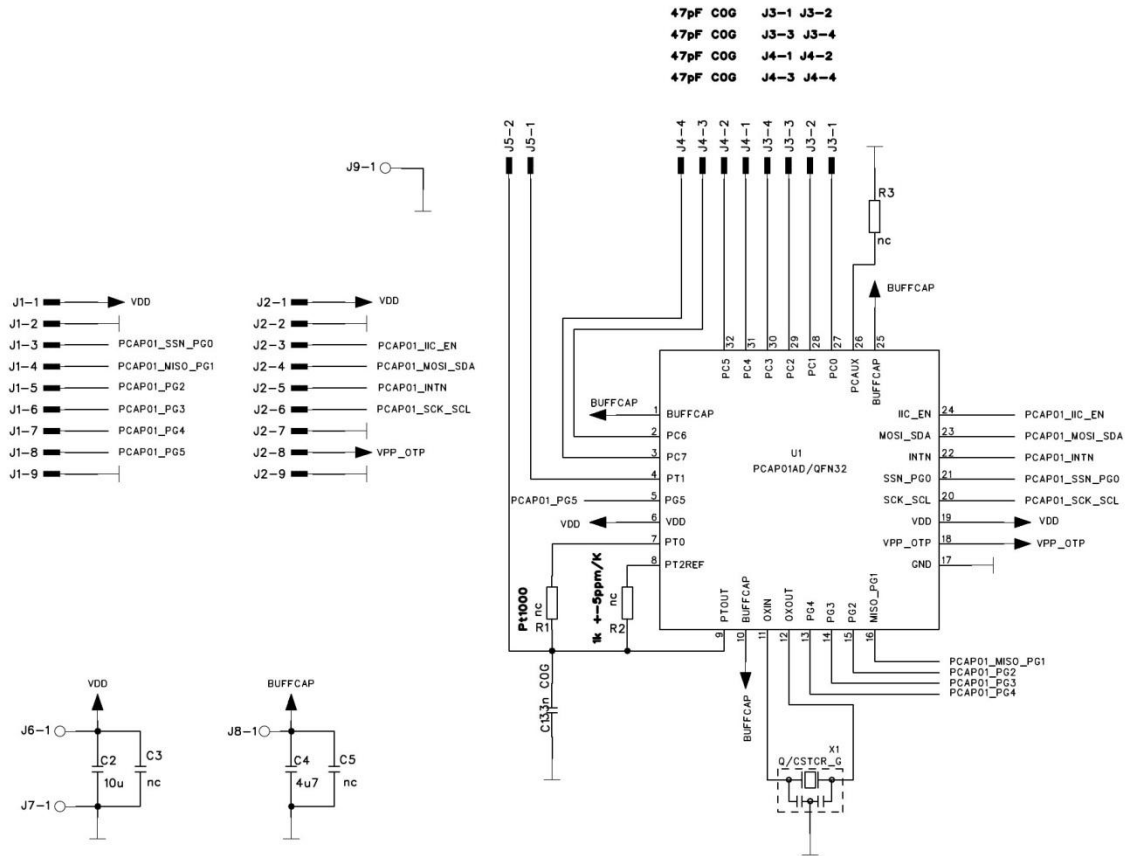 47pF COG J3-1 J3-2
47pF COG J3-3 J3-4
47pF COG J4-1 J4-2
47pF COG J4-3 J4-4
J5-2
J5-1
J4-4
J4-3
J4-2
J4-1
J3-4
J3-3
J3-2
J3-1
J9-1
R3
nc
BUFFCAP
J1-1 VDD
J1-2
J1-3 PCAP01_SSN_PG0
J1-4 PCAP01_MISO_PG1
J1-5 PCAP01_PG2
J1-6 PCAP01_PG3
J1-7 PCAP01_PG4
J1-8 PCAP01_PG5
J1-9
J2-1 VDD
J2-2
J2-3 PCAP01_IIC_EN
J2-4 PCAP01_MOSI_SDA
J2-5 PCAP01_INTN
J2-6 PCAP01_SCK_SCL
J2-7
J2-8 VPP_OTP
J2-9
32 PC5
31 PC4
30 PC3
29 PC2
28 PC1
27 PC0
26 PCAUX
25 BUFFCAP
BUFFCAP 1 BUFFCAP
2 PC6
3 PC7
4 PT1
PCAP01_PG5 5 PG5
VDD 6 VDD
7 PT0
8 PT2REF
U1
PCAP01AD/QFN32
IIC_EN 24 PCAP01_IIC_EN
MOSI_SDA 23 PCAP01_MOSI_SDA
INTN 22 PCAP01_INTN
SSN_PG0 21 PCAP01_SSN_PG0
SCK_SCL 20 PCAP01_SCK_SCL
VDD 19 VDD
VPP_OTP 18 VPP_OTP
GND 17
PTOUT 9
BUFFCAP 10
OXIN 11
OXOUT 12
PG4 13
PG3 14
PG2 15
MISO_PG1 16
Pt1000
nc
R1
1k +-5ppm/K
nc
R2
PCAP01_MISO_PG1
PCAP01_PG2
PCAP01_PG3
PCAP01_PG4
BUFFCAP
C133n COG
X1
Q/CSTCR_G
VDD
J6-1
C2
10u
C3
nc
J7-1
BUFFCAP
J8-1
C4
4u7
C5
nc